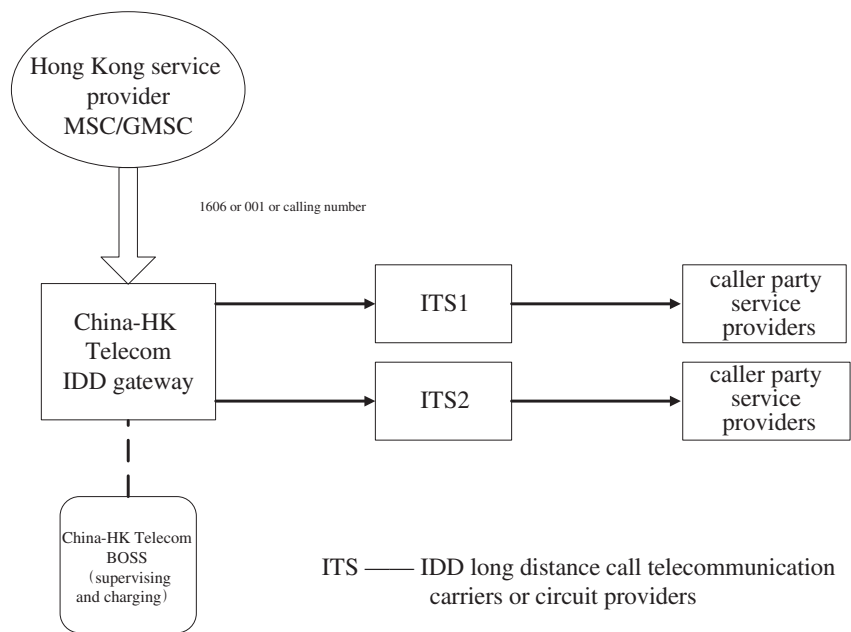 Hong Kong service
provider
MSC/GMSC
1606 or 001 or calling number
China-HK
Telecom
IDD gateway
ITS1
caller party
service
providers
ITS2
caller party
service
providers
China-HK Telecom
BOSS
(supervising
and charging)
ITS —— IDD long distance call telecommunication
carriers or circuit providers